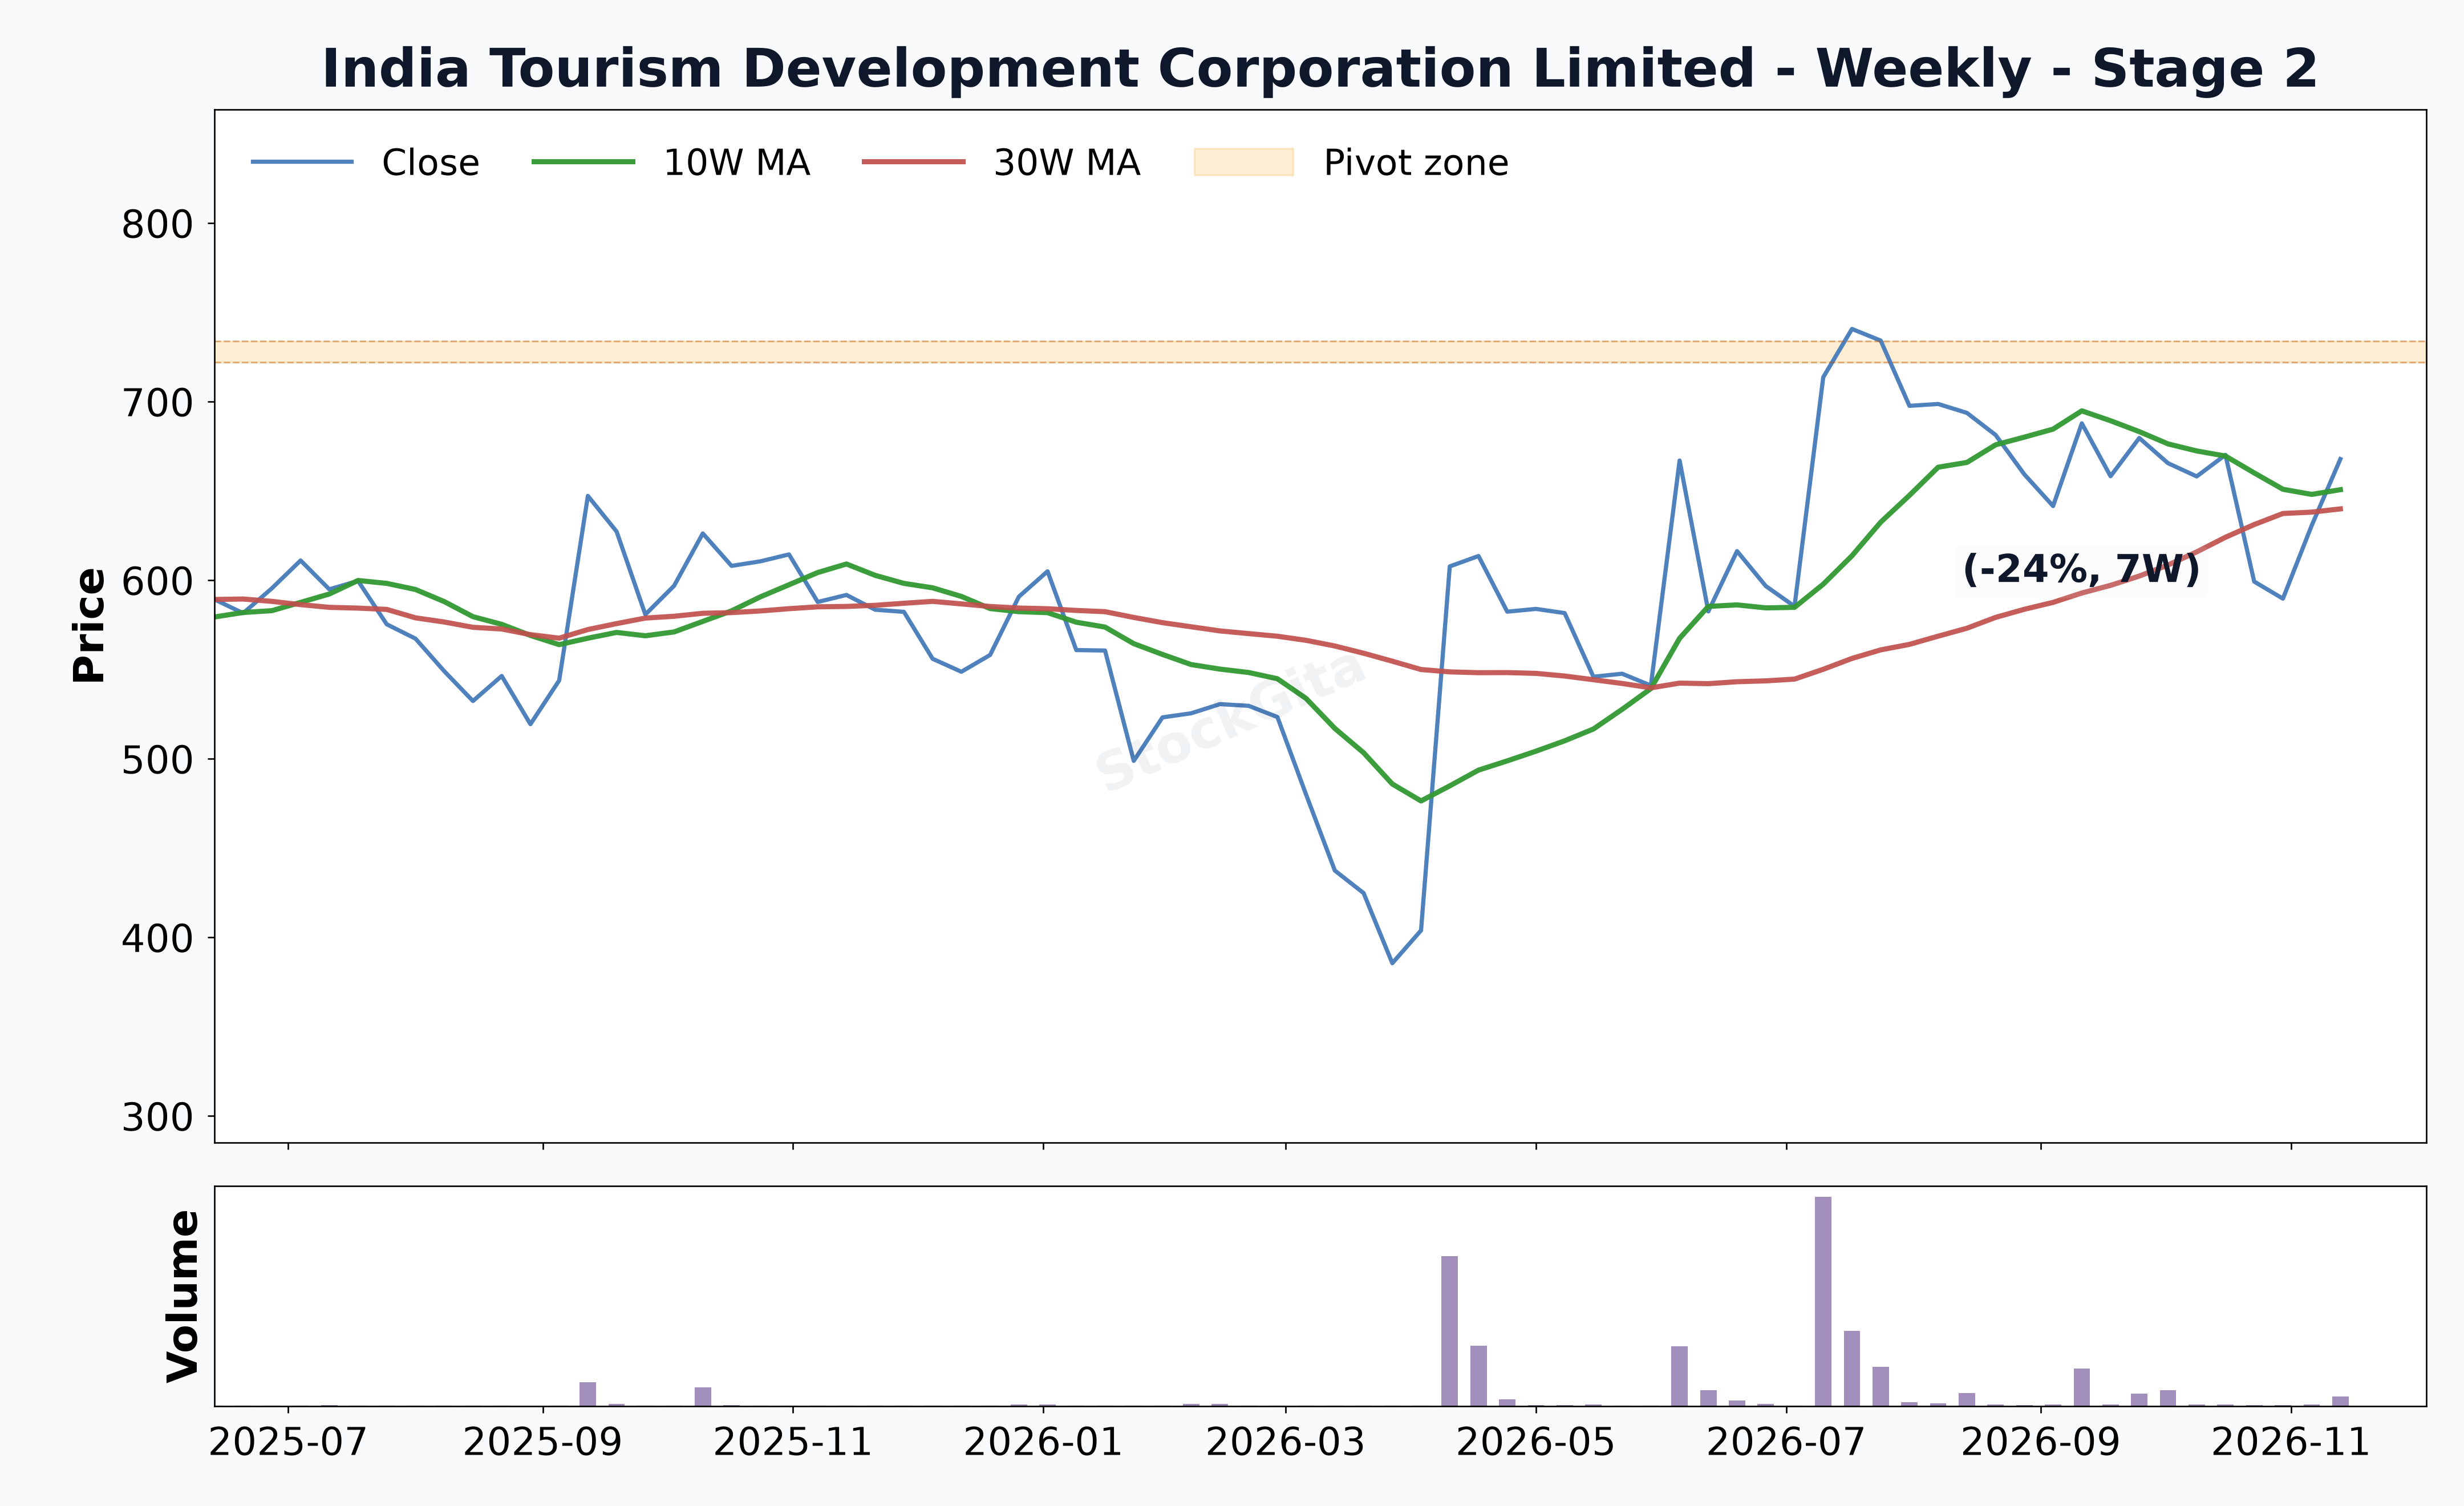 India Tourism Development Corporation Limited - Weekly - Stage 2
Close 10W MA 30W MA Pivot zone
800
700
600
500
400
300
Price
(-24%, 7W)
StockGita
Volume
2025-07 2025-09 2025-11 2026-01 2026-03 2026-05 2026-07 2026-09 2026-11